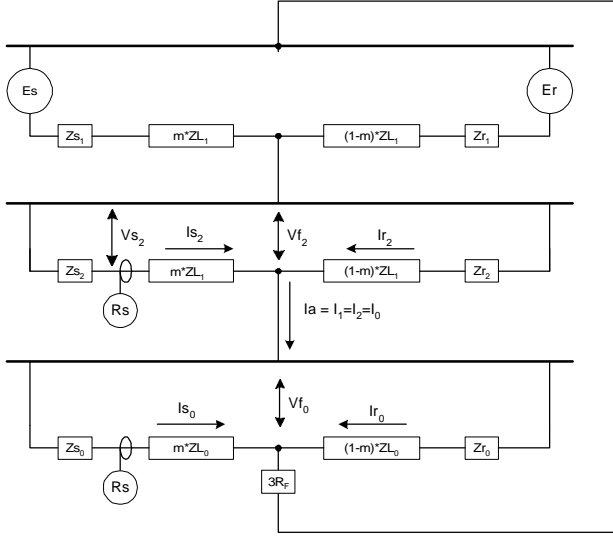 Es
Er
Zs₁
m*ZL₁
(1-m)*ZL₁
Zr₁
Vs₂
Is₂
Vf₂
Ir₂
Zs₂
m*ZL₁
(1-m)*ZL₁
Zr₂
Rs
Ia = I₁=I₂=I₀
Is₀
Vf₀
Ir₀
Zs₀
m*ZL₀
(1-m)*ZL₀
Zr₀
Rs
3R_F